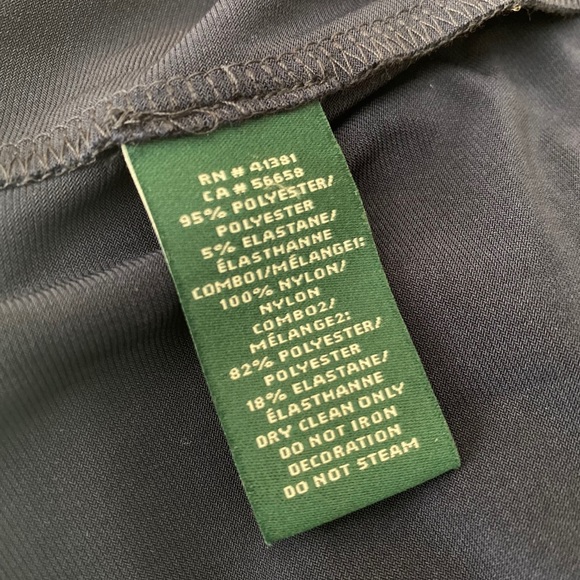 RN # 41381
CA # 56658
95% POLYESTER/
POLYESTER
5% ELASTANE/
ÉLASTHANNE
COMBO1/MÉLANGE1:
100% NYLON/
NYLON
COMBO2/
MÉLANGE2:
82% POLYESTER/
POLYESTER
18% ELASTANE/
ÉLASTHANNE
DRY CLEAN ONLY
DO NOT IRON
DECORATION
DO NOT STEAM